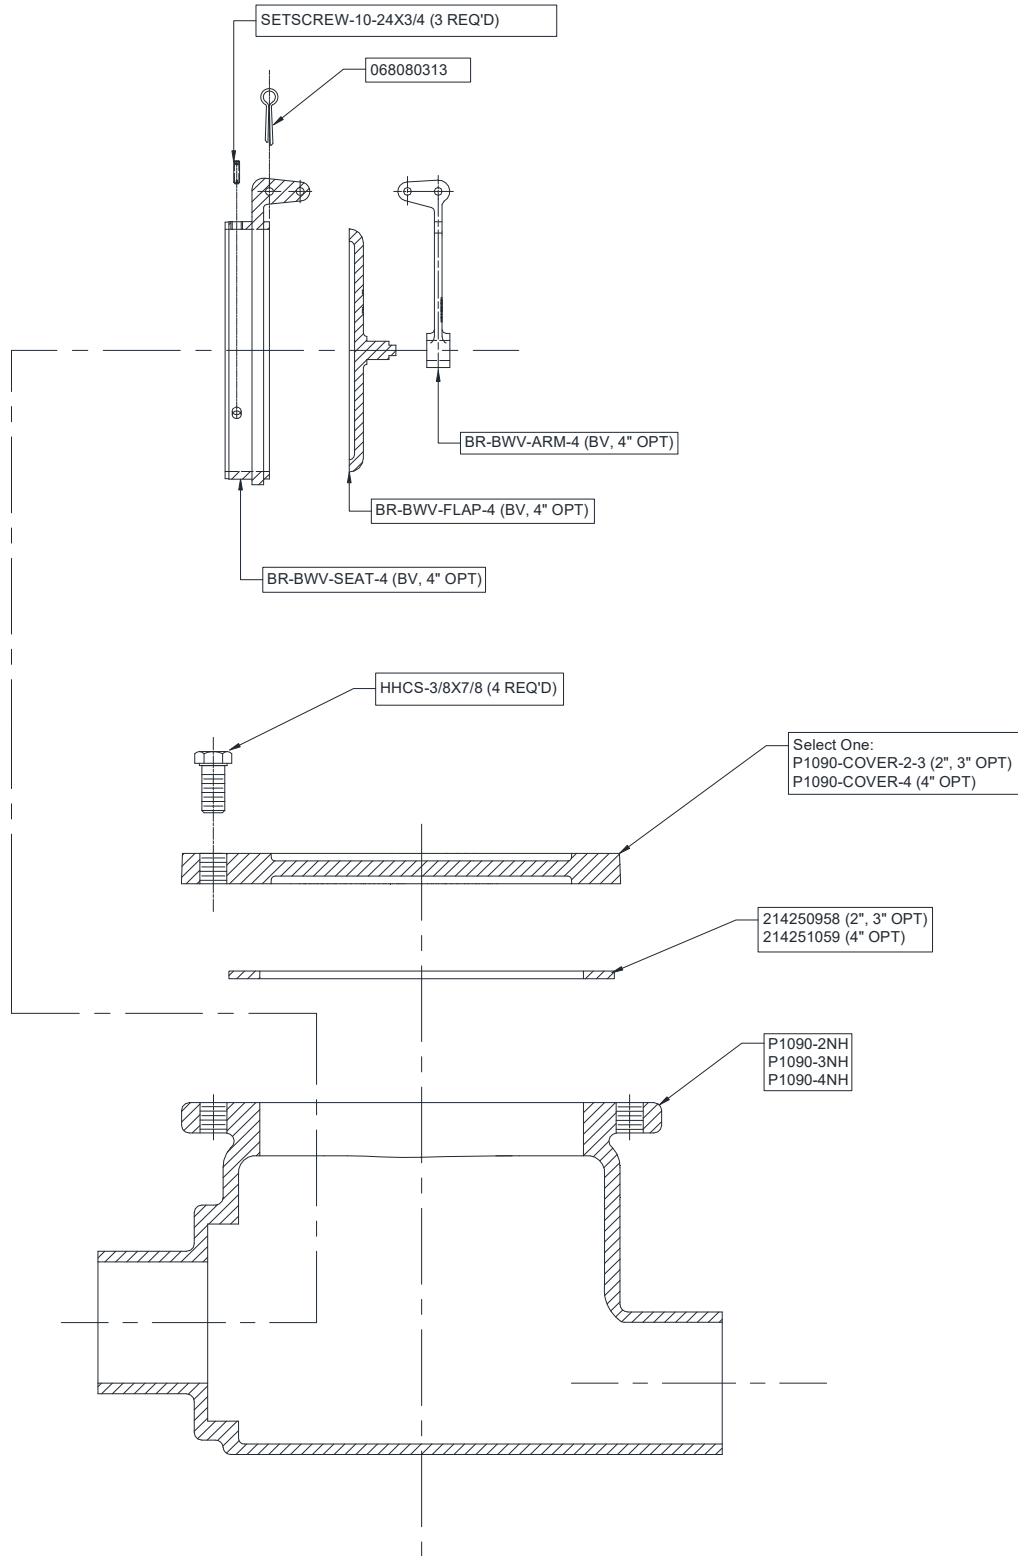 SETSCREW-10-24X3/4 (3 REQ'D)
068080313
BR-BWV-ARM-4 (BV, 4" OPT)
BR-BWV-FLAP-4 (BV, 4" OPT)
BR-BWV-SEAT-4 (BV, 4" OPT)
HHCS-3/8X7/8 (4 REQ'D)
Select One:
P1090-COVER-2-3 (2", 3" OPT)
P1090-COVER-4 (4" OPT)
214250958 (2", 3" OPT)
214251059 (4" OPT)
P1090-2NH
P1090-3NH
P1090-4NH